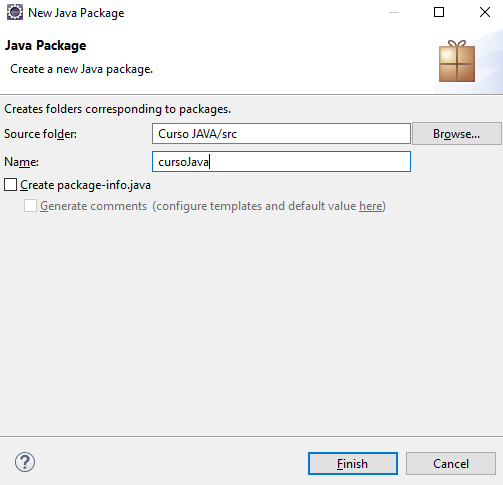 New Java Package
Java Package
Create a new Java package.
Creates folders corresponding to packages.
Source folder: Curso JAVA/src Browse...
Name: cursoJava
Create package-info.java
Generate comments (configure templates and default value here)
? Finish Cancel